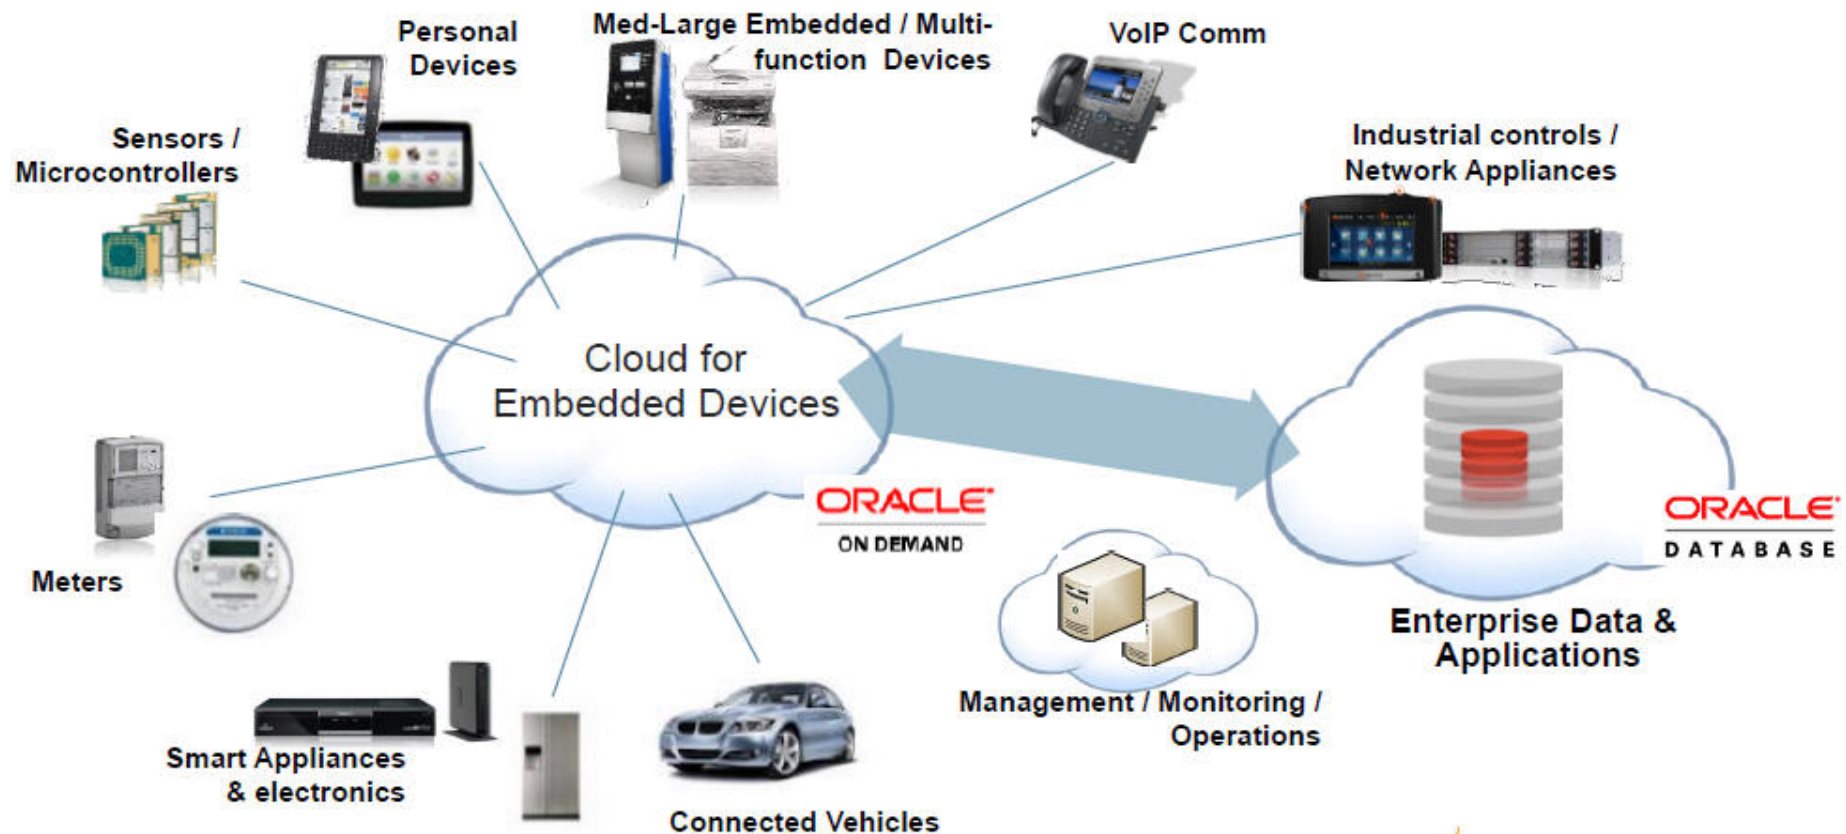 Personal
Devices
Med-Large Embedded / Multi-
function Devices
VoIP Comm
Sensors /
Microcontrollers
Industrial controls /
Network Appliances
Cloud for
Embedded Devices
ORACLE
ON DEMAND
ORACLE
DATABASE
Meters
Enterprise Data &
Applications
Management / Monitoring /
Operations
Smart Appliances
& electronics
Connected Vehicles